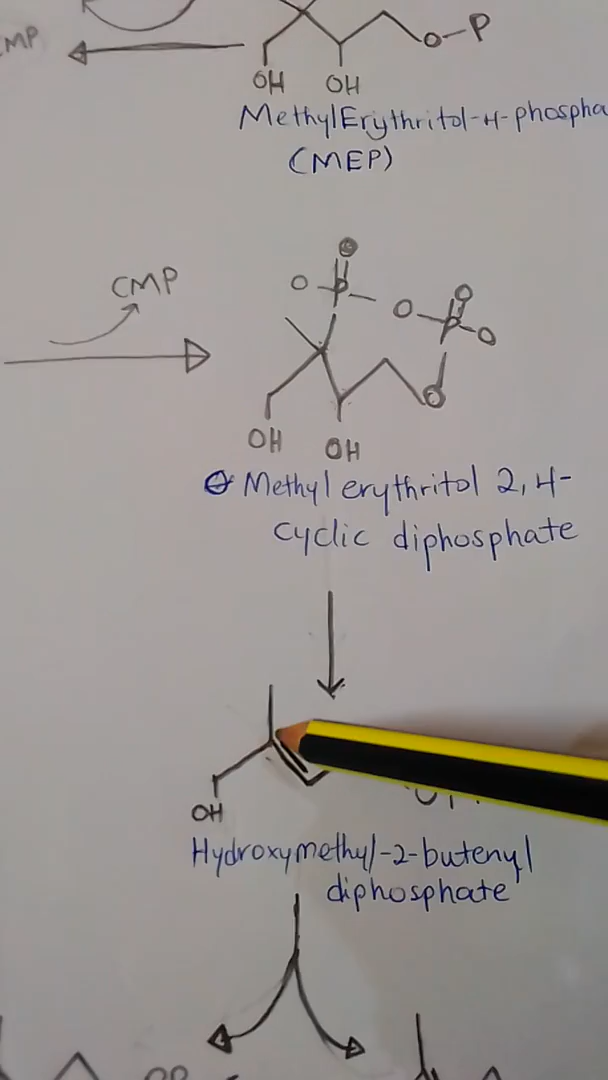 MP
O-P
OH OH
MethylErythritol-4-phospha
(MEP)
CMP
O P O O P O O
O
OH OH
Methyl erythritol 2,4-
cyclic diphosphate
OH
Hydroxymethyl-2-butenyl
diphosphate